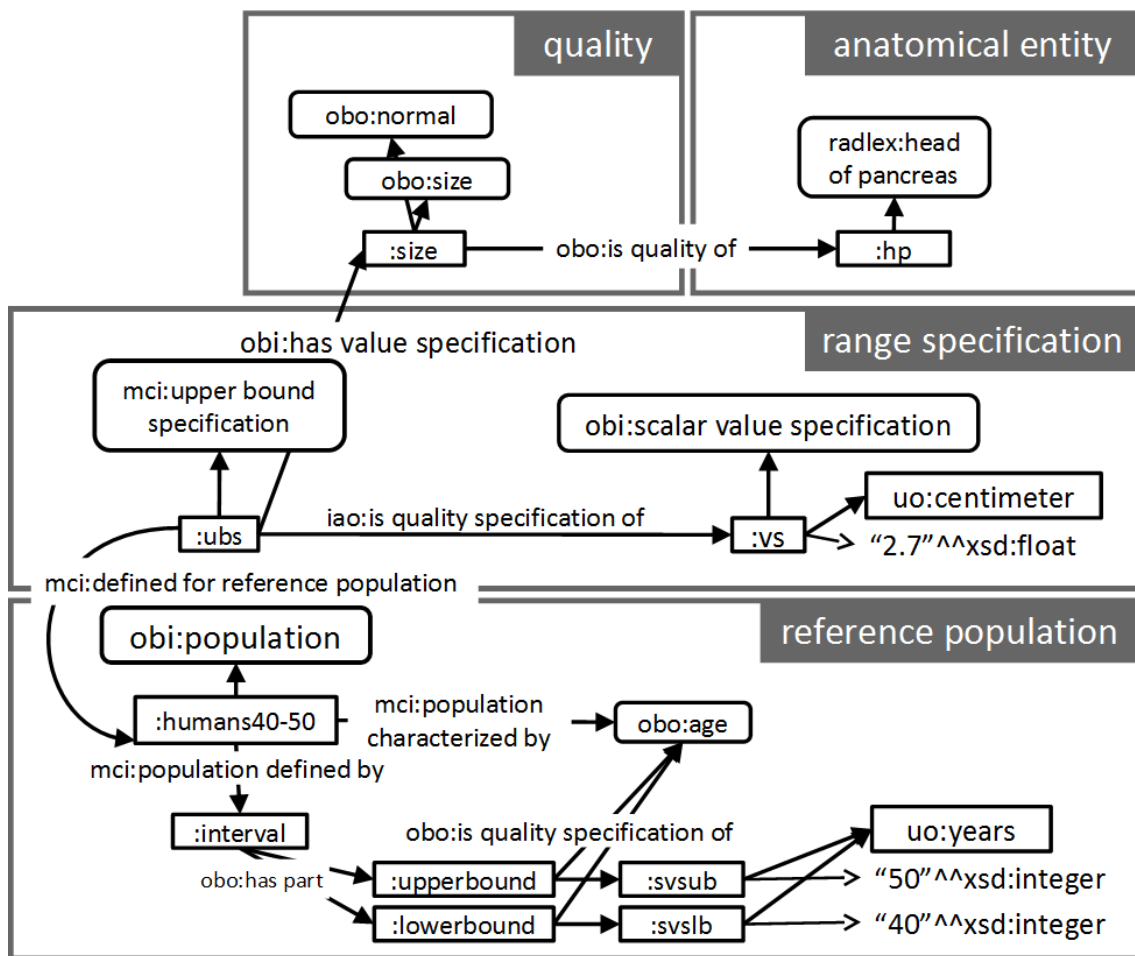 quality
anatomical entity
obo:normal
radlex:head
of pancreas
obo:size
:size
obo:is quality of
:hp
range specification
obi:has value specification
mci:upper bound
specification
obi:scalar value specification
uo:centimeter
iao:is quality specification of
:ubs
:vs
“2.7”^^xsd:float
mci:defined for reference population
reference population
obi:population
:humans40-50
mci:population
characterized by
obo:age
mci:population defined by
:interval
obo:is quality specification of
uo:years
obo:has part
:upperbound
:svsub
“50”^^xsd:integer
:lowerbound
:svslb
“40”^^xsd:integer